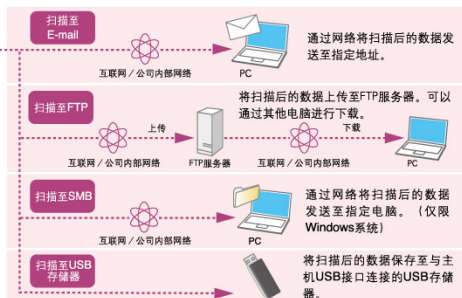 扫描至
E-mail
互联网/公司内部网络
PC
通过网络将扫描后的数据发
送至指定地址。
扫描至FTP
将扫描后的数据上传至FTP服务器。可以
通过其他电脑进行下载。
上传
下载
互联网/公司内部网络
FTP服务器
互联网/公司内部网络
PC
扫描至SMB
互联网/公司内部网络
PC
通过网络将扫描后的数据
发送至指定电脑。（仅限
Windows系统）
扫描至USB
存储器
将扫描后的数据保存至与主
机USB接口连接的USB存储
器。